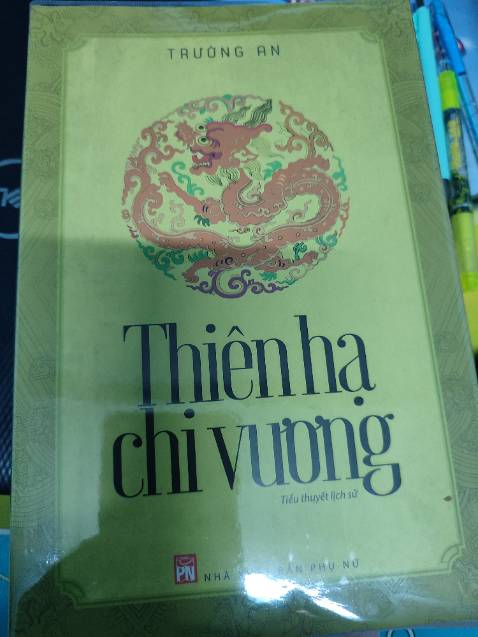 TRƯỜNG AN
Thiên hạ
chi vương
Tiểu thuyết lịch sử
PN NHÀ BẢN PHỤ NỮ